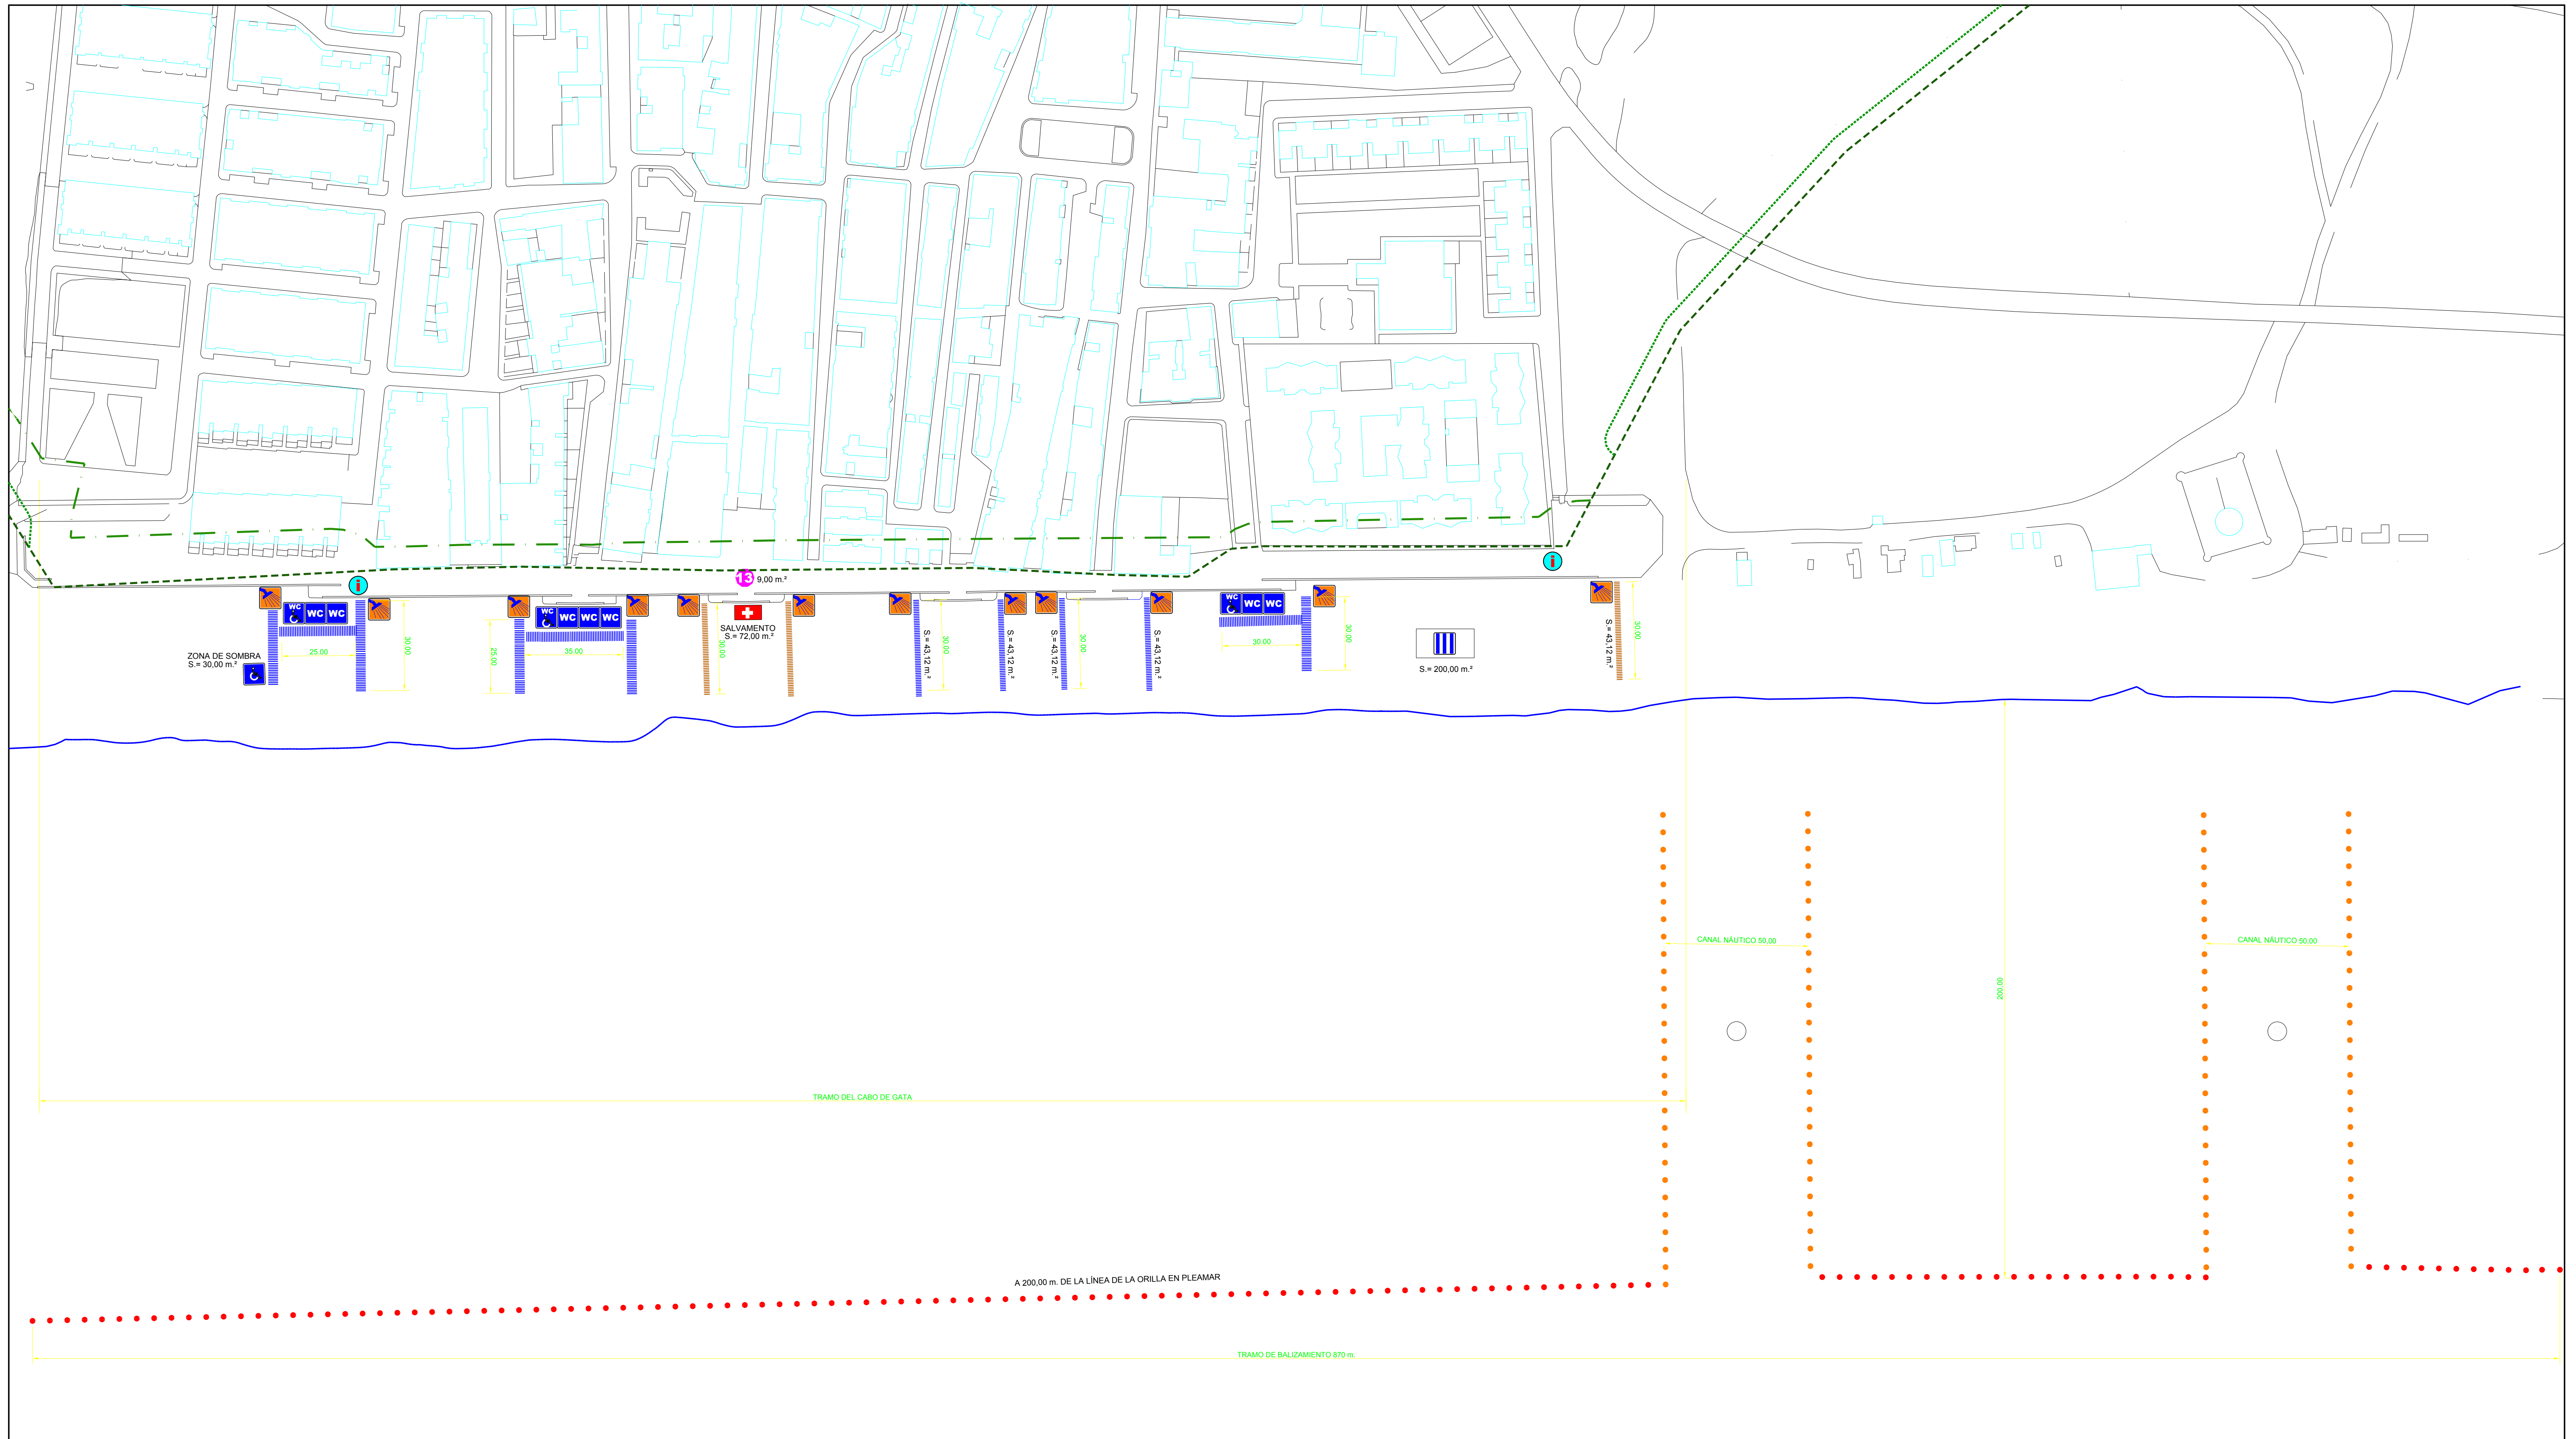 i
i
13
9,00 m.²
WC
WC
WC
WC
WC
WC
WC
WC
WC
WC
SALVAMENTO
S.= 72,00 m.²
ZONA DE SOMBRA
S.= 30,00 m.²
25.00
30.00
25.00
35.00
30.00
S.= 43,12 m.²
30.00
S.= 43,12 m.²
S.= 43,12 m.²
30.00
S.= 43,12 m.²
30.00
30.00
S.= 200,00 m.²
S.= 43,12 m.²
30.00
CANAL NÁUTICO 50.00
CANAL NÁUTICO 50.00
200.00
TRAMO DEL CABO DE GATA
A 200,00 m. DE LA LÍNEA DE LA ORILLA EN PLEAMAR
TRAMO DE BALIZAMIENTO 870 m.